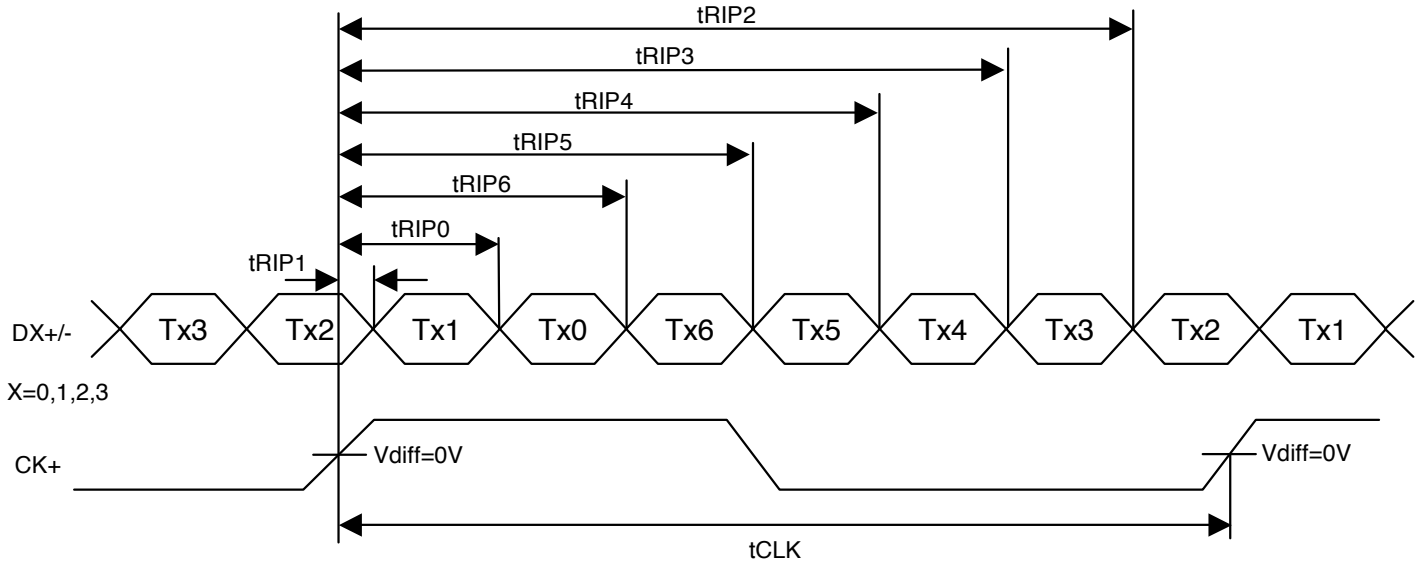 tRIP2
tRIP3
tRIP4
tRIP5
tRIP6
tRIP0
tRIP1
DX+/- Tx3 Tx2 Tx1 Tx0 Tx6 Tx5 Tx4 Tx3 Tx2 Tx1
X=0,1,2,3
CK+ Vdiff=0V Vdiff=0V
tCLK